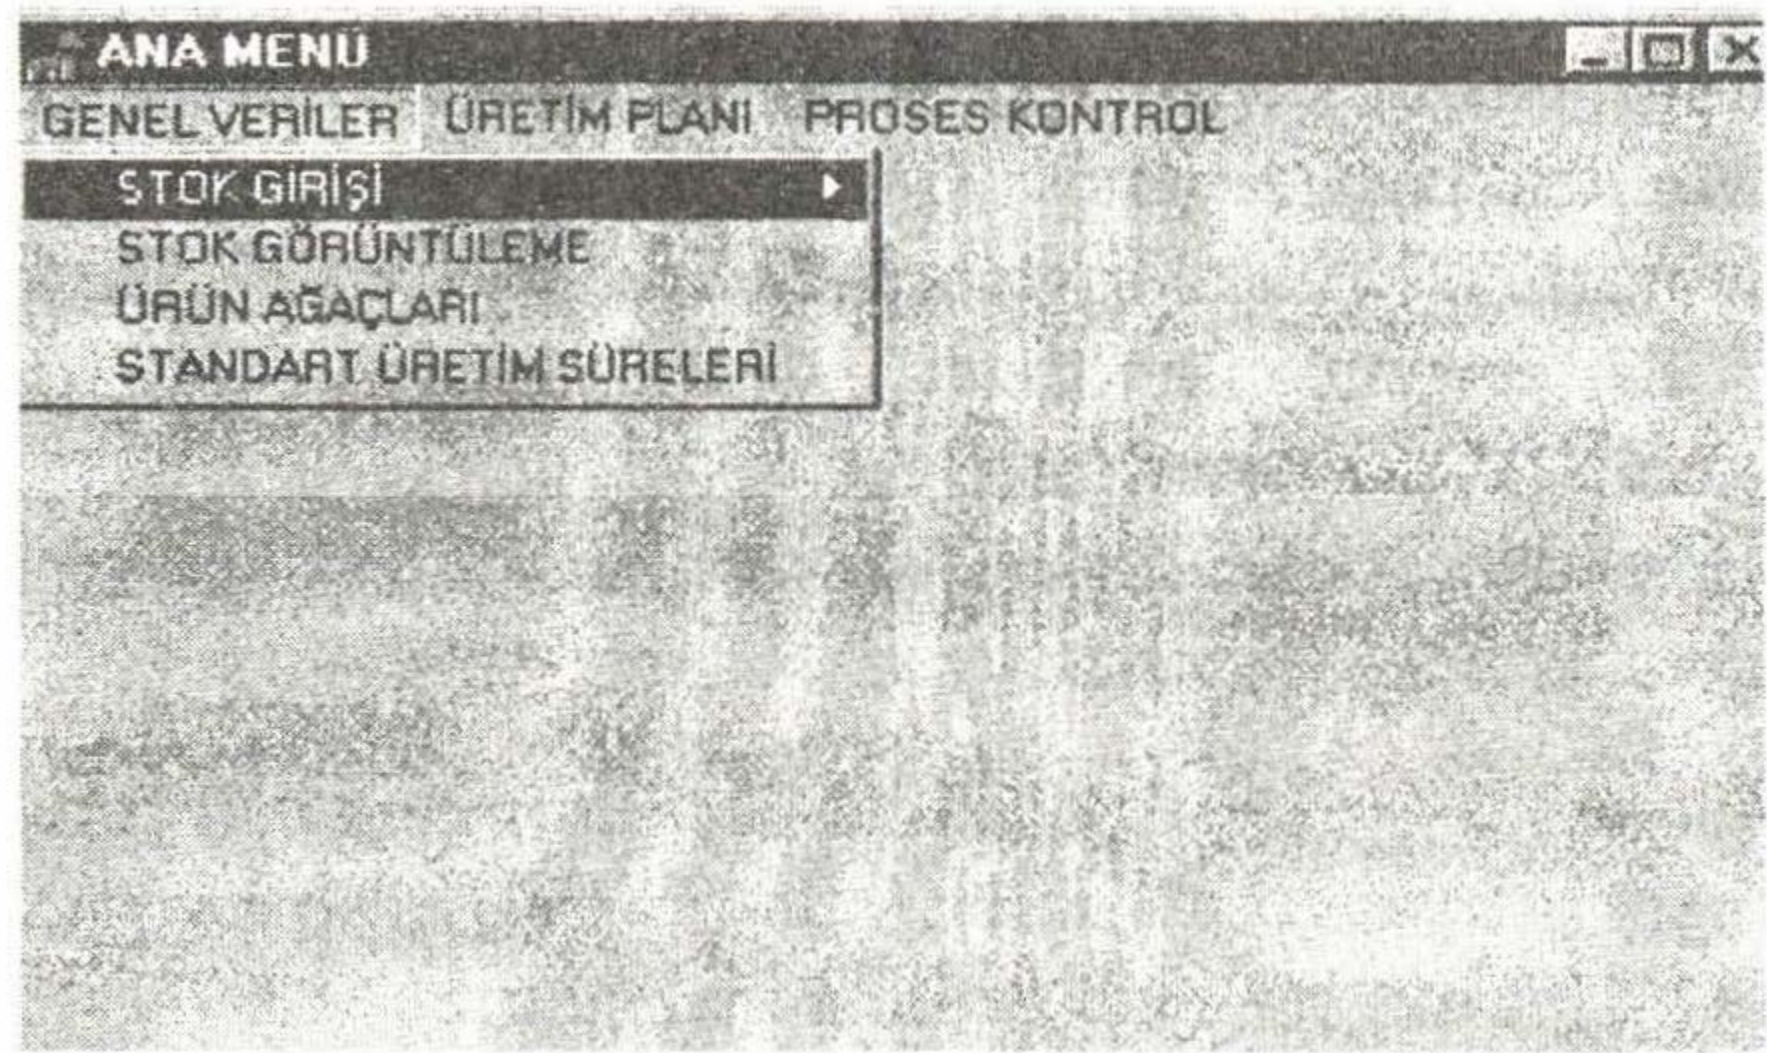 ANA MENÜ
GENEL VERİLER ÜRETİM PLANI PROSES KONTROL
STOK GİRİŞİ
STOK GÖRÜNTÜLEME
ÜRÜN AĞAÇLARI
STANDART ÜRETİM SÜRELERİ